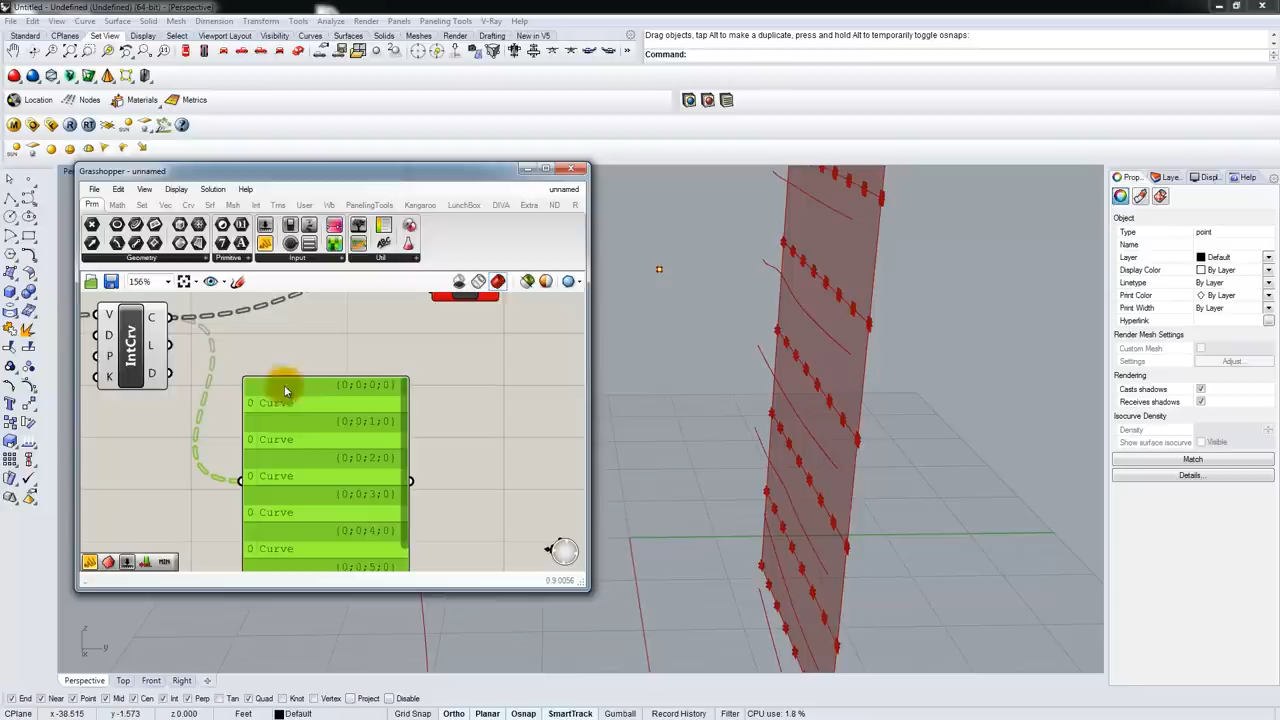 Untitled - Undefined (Undefined) (64-bit) - [Perspective]
File Edit View Curve Surface Solid Mesh Dimension Transform Tools Analyze Render Panels Paneling Tools V-Ray Help
Standard CPlanes Set View Display Select Viewport Layout Visibility Curves Surfaces Solids Meshes Render Drafting New in V5
Drag objects, tap Alt to make a duplicate, press and hold Alt to temporarily toggle osnaps:
Command:
Location Nodes Materials Metrics
Grasshopper - unnamed
File Edit View Display Solution Help unnamed
Prm Math Set Vec Crv Srf Msh Int Trns User Wb PanelingTools Kangaroo LunchBox DIVA Extra ND R
Geometry Primitive Input Util
156%
V C
D L
P D
K
IntCrv
{0;0;0;0}
0 Curve
{0;0;1;0}
0 Curve
{0;0;2;0}
0 Curve
{0;0;3;0}
0 Curve
{0;0;4;0}
0 Curve
{0;0;5;0}
0.9.0056
z
y
x
Prop... Laye... Displ... Help
Object
Type point
Name
Layer Default
Display Color By Layer
Linetype By Layer
Print Color By Layer
Print Width By Layer
Hyperlink
Render Mesh Settings
Custom Mesh
Settings Adjust...
Rendering
Casts shadows
Receives shadows
Isocurve Density
Density
Show surface isocurve Visible
Match
Details...
Perspective Top Front Right
End Near Point Mid Cen Int Perp Tan Quad Knot Vertex Project Disable
CPlane x -38.515 y -1.573 z 0.000 Feet Default Grid Snap Ortho Planar Osnap SmartTrack Gumball Record History Filter CPU use: 1.8 %